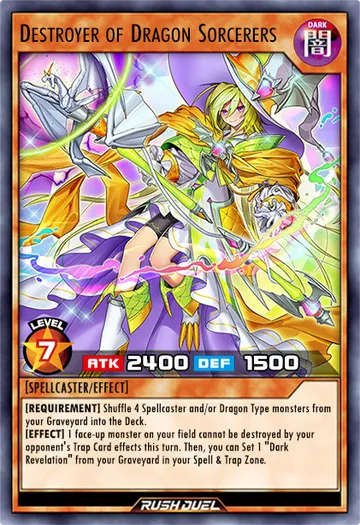 DESTROYER OF DRAGON SORCERERS
DARK
闇
LEVEL
7
ATK 2400 DEF 1500
[SPELLCASTER/EFFECT]
[REQUIREMENT] Shuffle 4 Spellcaster and/or Dragon Type monsters from
your Graveyard into the Deck.
[EFFECT] 1 face-up monster on your field cannot be destroyed by your
opponent's Trap Card effects this turn. Then, you can Set 1 "Dark
Revelation" from your Graveyard in your Spell & Trap Zone.
RUSH DUEL